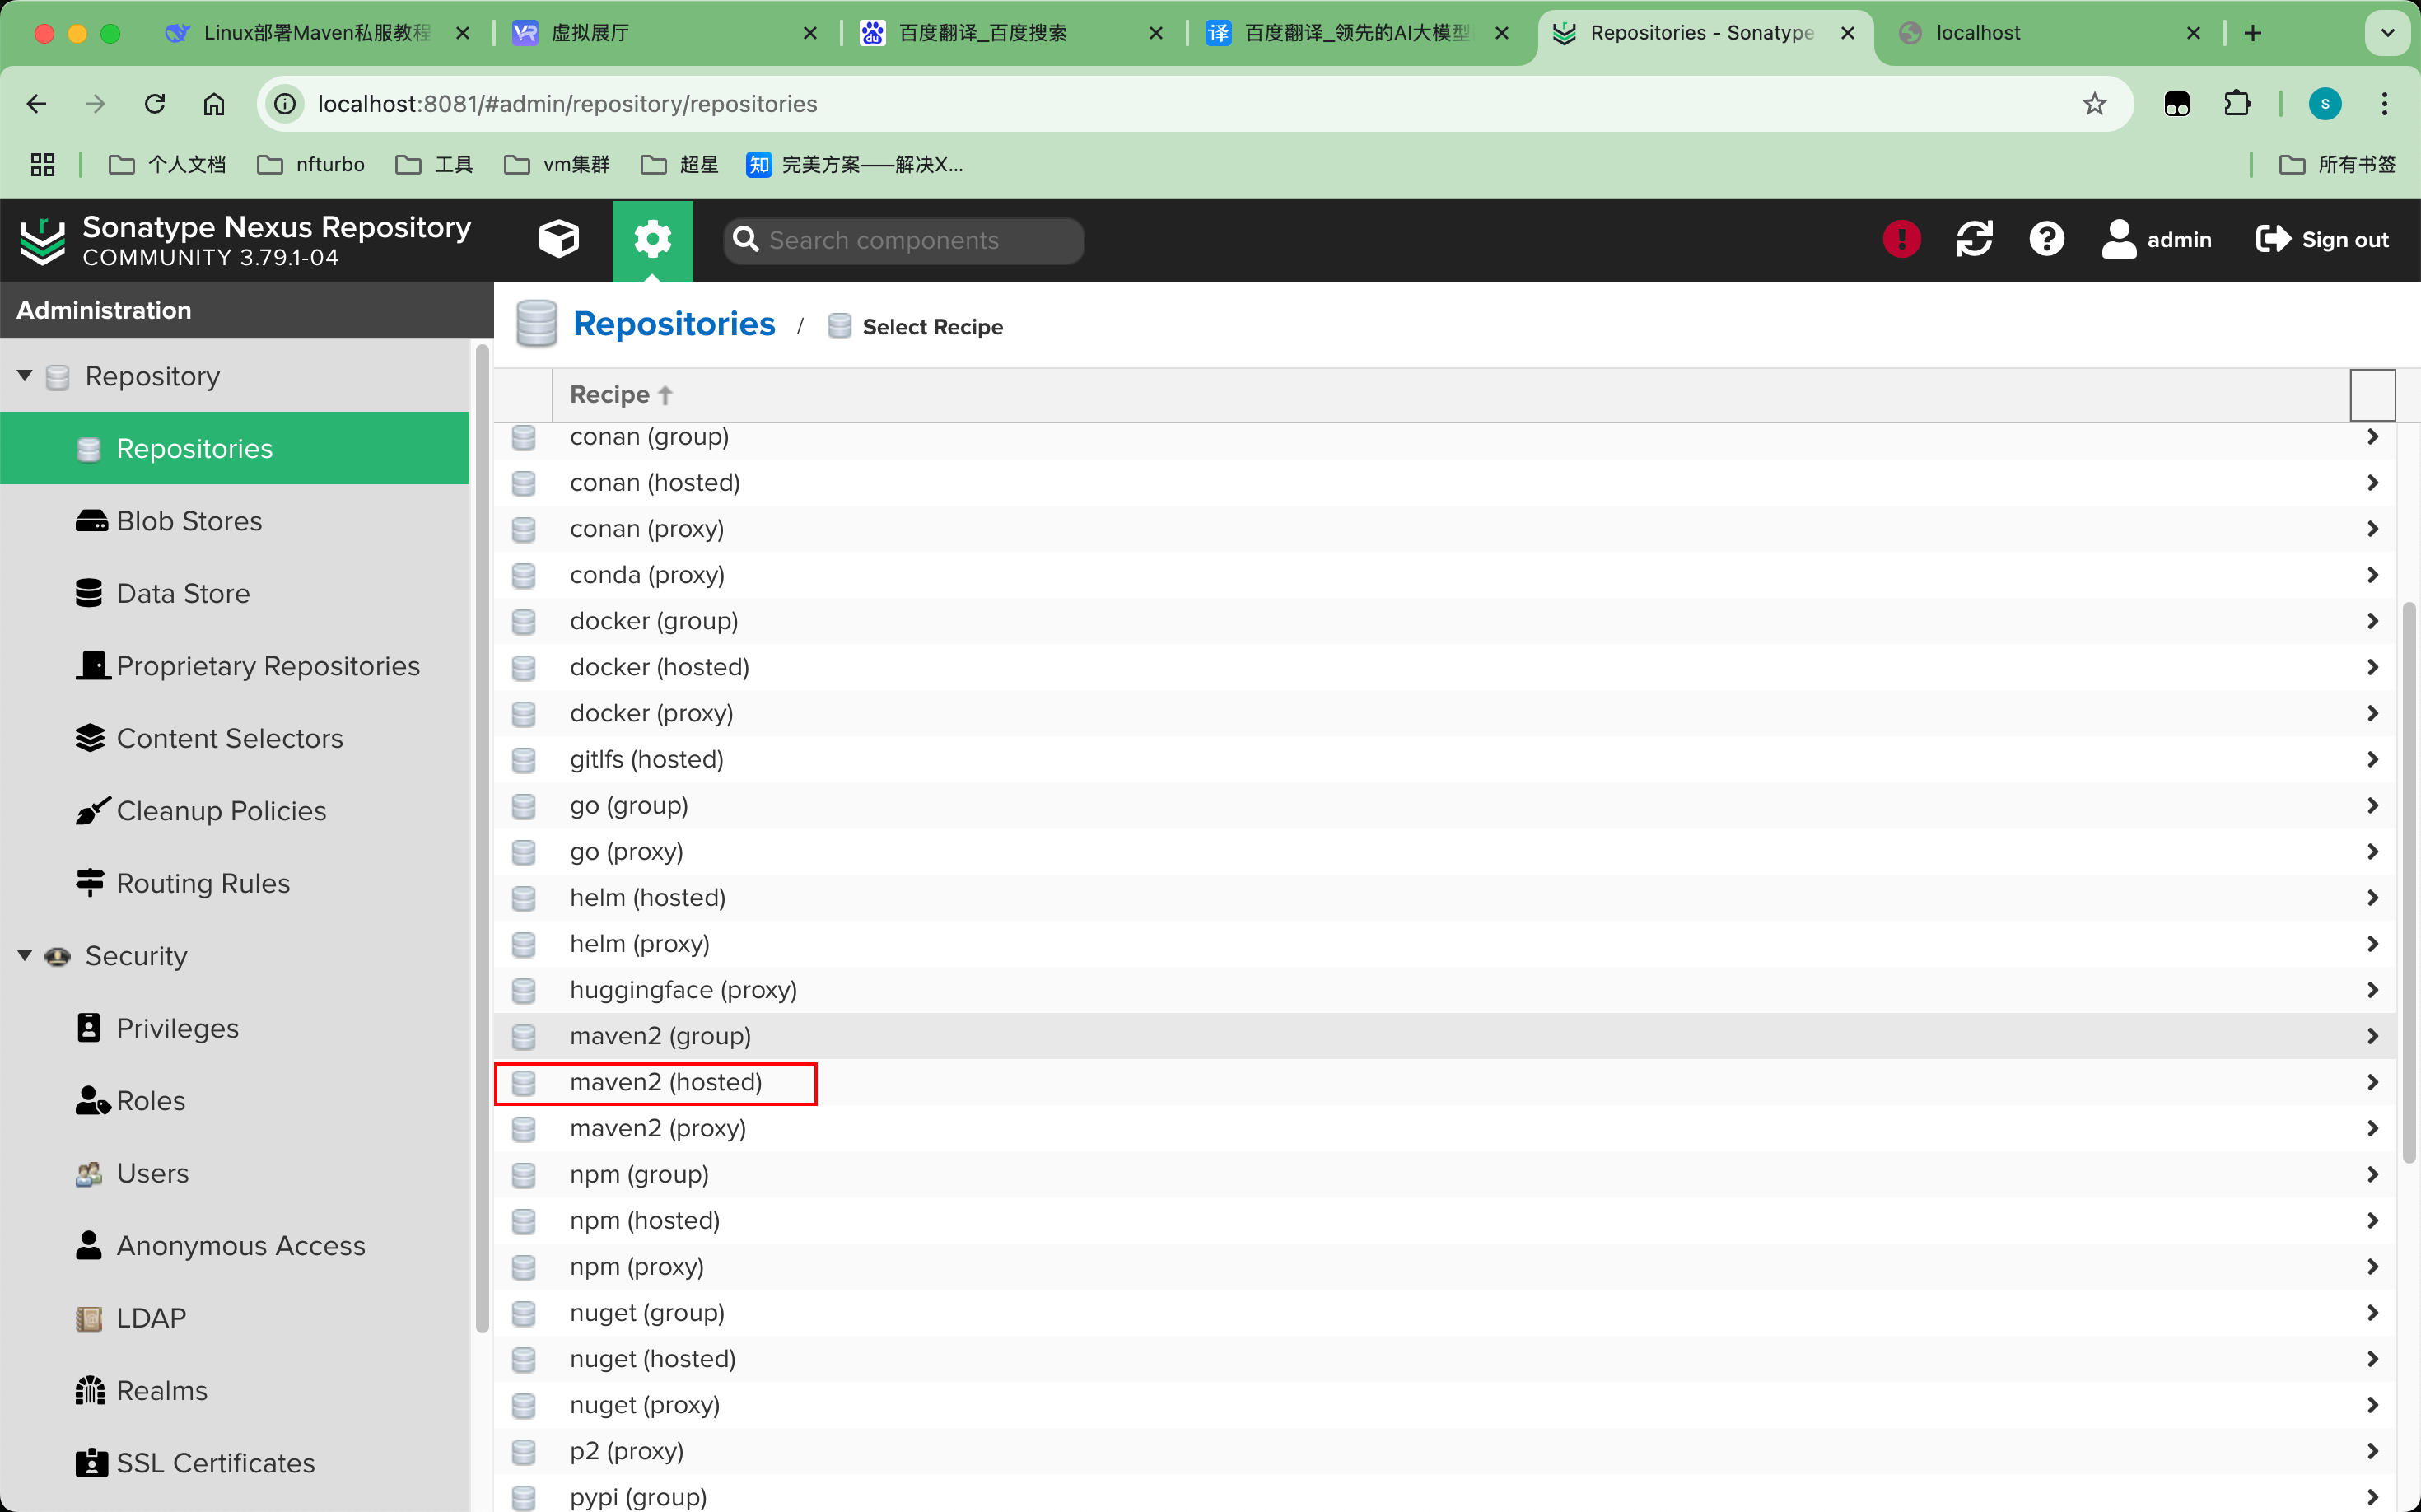 Linux部署Maven私服教程
虚拟展厅
百度翻译_百度搜索
百度翻译_领先的AI大模型
Repositories - Sonatype
localhost
localhost:8081/#admin/repository/repositories
s
个人文档
nfturbo
工具
vm集群
超星
知 完美方案——解决X...
所有书签
Sonatype Nexus Repository
COMMUNITY 3.79.1-04
Search components
admin
Sign out
Administration
Repository
Repositories
Blob Stores
Data Store
Proprietary Repositories
Content Selectors
Cleanup Policies
Routing Rules
Security
Privileges
Roles
Users
Anonymous Access
LDAP
Realms
SSL Certificates
Repositories / Select Recipe
Recipe
conan (group)
conan (hosted)
conan (proxy)
conda (proxy)
docker (group)
docker (hosted)
docker (proxy)
gitlfs (hosted)
go (group)
go (proxy)
helm (hosted)
helm (proxy)
huggingface (proxy)
maven2 (group)
maven2 (hosted)
maven2 (proxy)
npm (group)
npm (hosted)
npm (proxy)
nuget (group)
nuget (hosted)
nuget (proxy)
p2 (proxy)
pypi (group)